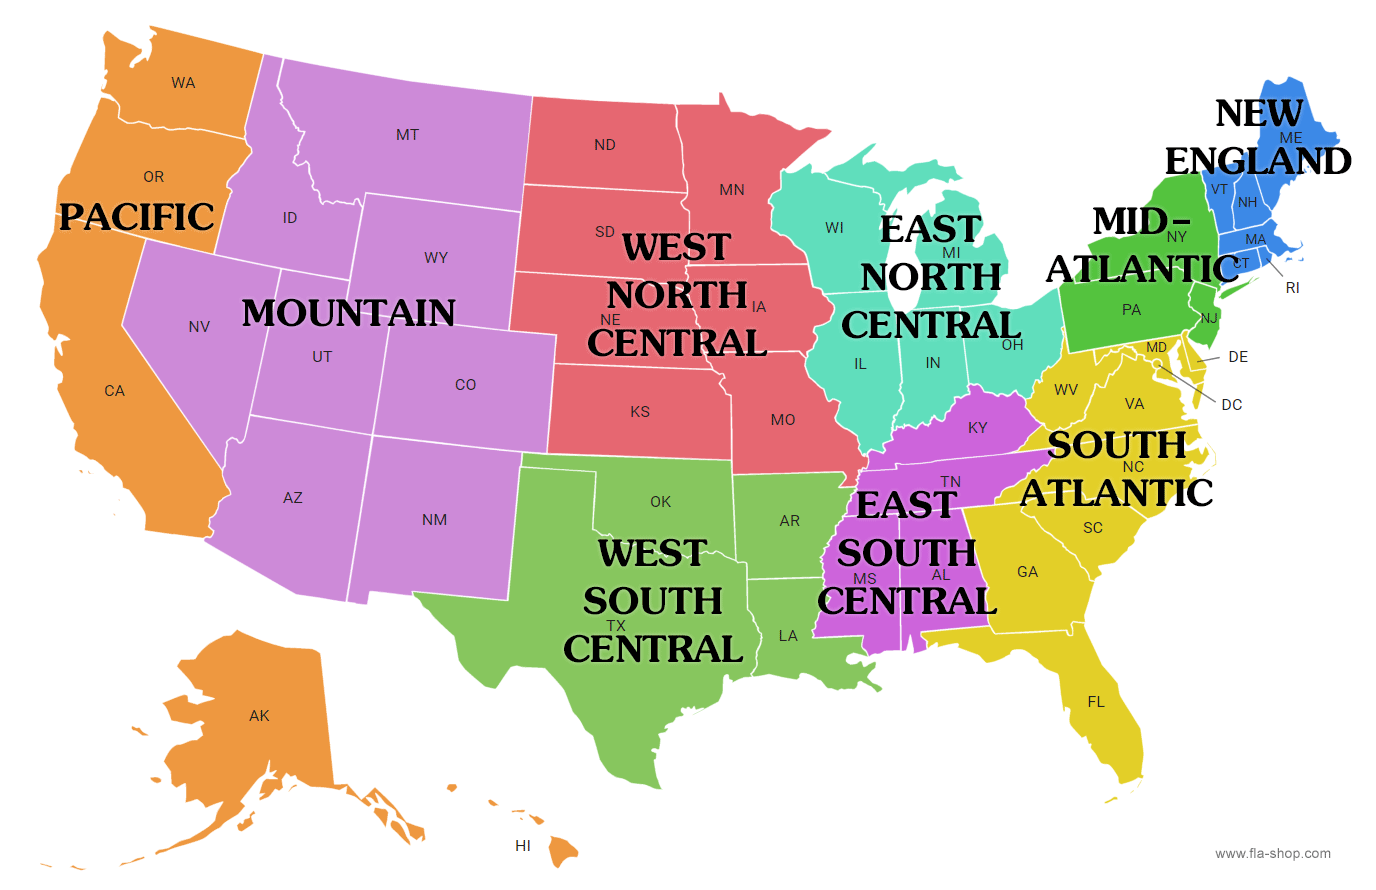 WA
MT
ND
MN
OR
ID
WY
SD
WI
MI
NY
VT
NH
ME
MA
CT
RI
NEW
ENGLAND
PACIFIC
MID-
ATLANTIC
WEST
NORTH
CENTRAL
EAST
NORTH
CENTRAL
MOUNTAIN
NV
UT
CO
CA
NE
IA
KS
MO
IL
IN
OH
PA
NJ
MD
DE
DC
WV
VA
KY
TN
NC
SC
SOUTH
ATLANTIC
AZ
NM
OK
AR
TX
LA
WEST
SOUTH
CENTRAL
EAST
SOUTH
CENTRAL
MS
AL
GA
FL
AK
HI
www.fla-shop.com